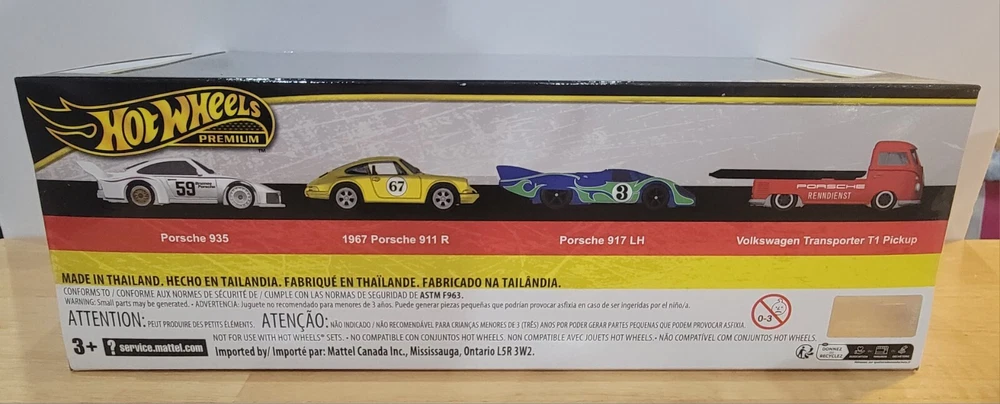 HOT WHEELS
PREMIUM
59
67
3
PORSCHE
RENNDIENST
Porsche 935
1967 Porsche 911 R
Porsche 917 LH
Volkswagen Transporter T1 Pickup
MADE IN THAILAND. HECHO EN TAILANDIA. FABRIQUÉ EN THAÏLANDE. FABRICADO NA TAILÂNDIA.
CONFORMS TO / CONFORME AUX NORMES DE SÉCURITÉ DE / CUMPLE CON LAS NORMAS DE SEGURIDAD DE ASTM F963.
WARNING: Small parts may be generated. • ADVERTENCIA: Juguete no recomendado para menores de 3 años. Puede generar piezas pequeñas que podrían provocar asfixia en caso de ser ingeridas por el niño/a.
ATTENTION: PEUT PRODUIRE DES PETITS ÉLÉMENTS. ATENÇÃO: NÃO INDICADO / NÃO RECOMENDÁVEL PARA CRIANÇAS MENORES DE 3 (TRÊS) ANOS POR PODER GERAR PARTES PEQUENAS QUE PODEM PROVOCAR ASFIXIA.
0-3
NOT FOR USE WITH HOT WHEELS® SETS. • NO COMPATIBLE CON CONJUNTOS HOT WHEELS. NON COMPATIBLE AVEC JOUETS HOT WHEELS. • NÃO COMPATÍVEL COM CONJUNTOS HOT WHEELS.
3+ ? service.mattel.com
Imported by/ Importé par: Mattel Canada Inc., Mississauga, Ontario L5R 3W2.
DONNEZ
RECYCLEZ